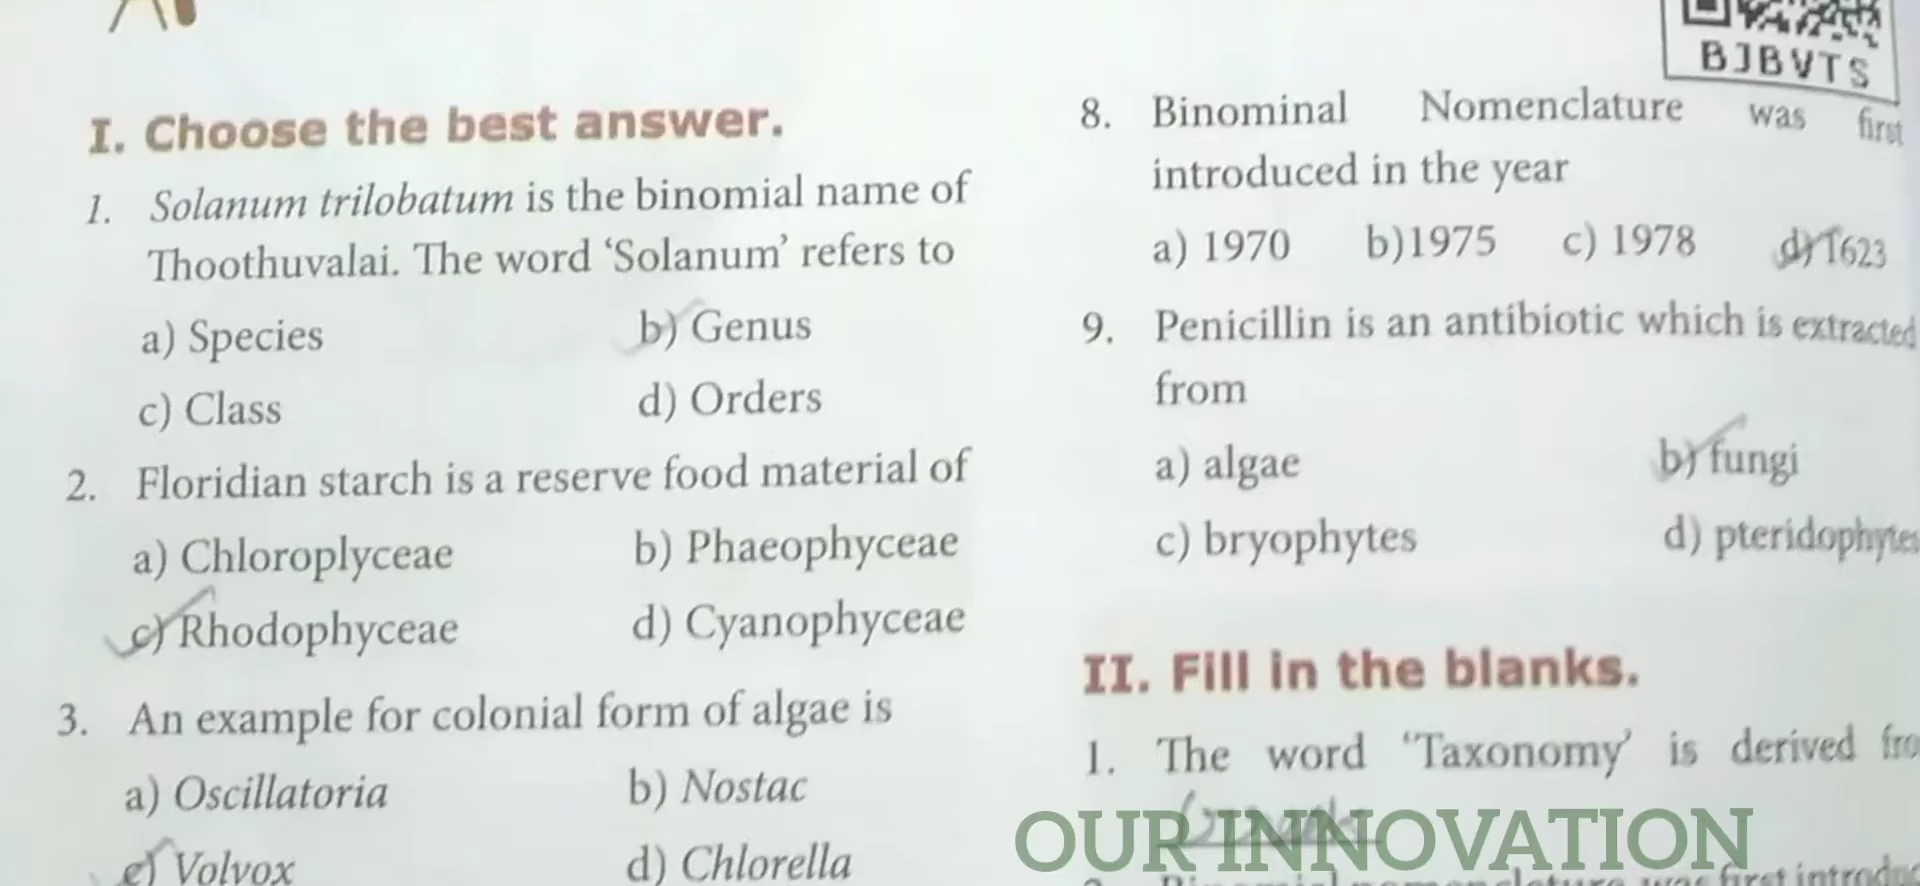 BJBVTS
I. Choose the best answer.
1. Solanum trilobatum is the binomial name of
Thoothuvalai. The word ‘Solanum’ refers to
a) Species b) Genus
c) Class d) Orders
2. Floridian starch is a reserve food material of
a) Chloroplyceae b) Phaeophyceae
c) Rhodophyceae d) Cyanophyceae
3. An example for colonial form of algae is
a) Oscillatoria b) Nostac
c) Volvox d) Chlorella
8. Binominal Nomenclature was first
introduced in the year
a) 1970 b)1975 c) 1978 d) 1623
9. Penicillin is an antibiotic which is extracted
from
a) algae b) fungi
c) bryophytes d) pteridophytes
II. Fill in the blanks.
1. The word ‘Taxonomy’ is derived fro
OUR INNOVATION
was first introduc